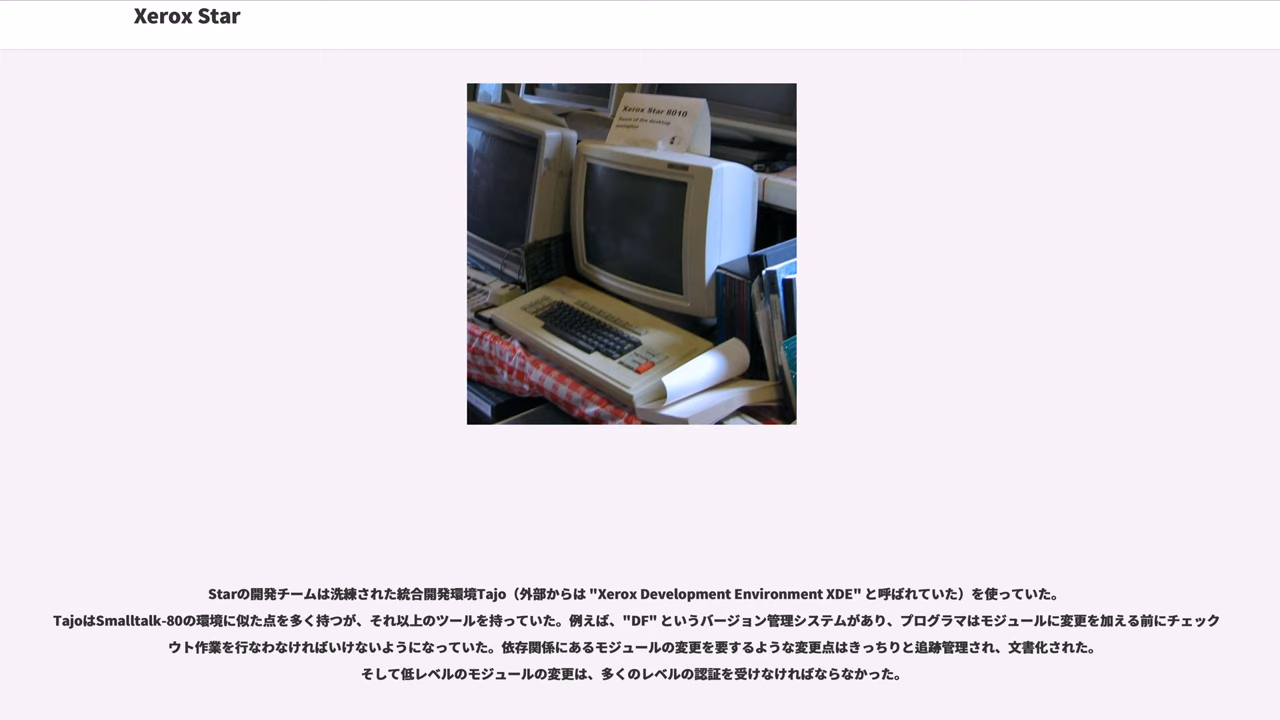 Xerox Star
Xerox Star 8010
Starの開発チームは洗練された統合開発環境Tajo（外部からは "Xerox Development Environment XDE" と呼ばれていた）を使っていた。
TajoはSmalltalk-80の環境に似た点を多く持つが、それ以上のツールを持っていた。例えば、"DF" というバージョン管理システムがあり、プログラマはモジュールに変更を加える前にチェック
ウト作業を行なわなければいけないようになっていた。依存関係にあるモジュールの変更を要するような変更点はきっちりと追跡管理され、文書化された。
そして低レベルのモジュールの変更は、多くのレベルの認証を受けなければならなかった。